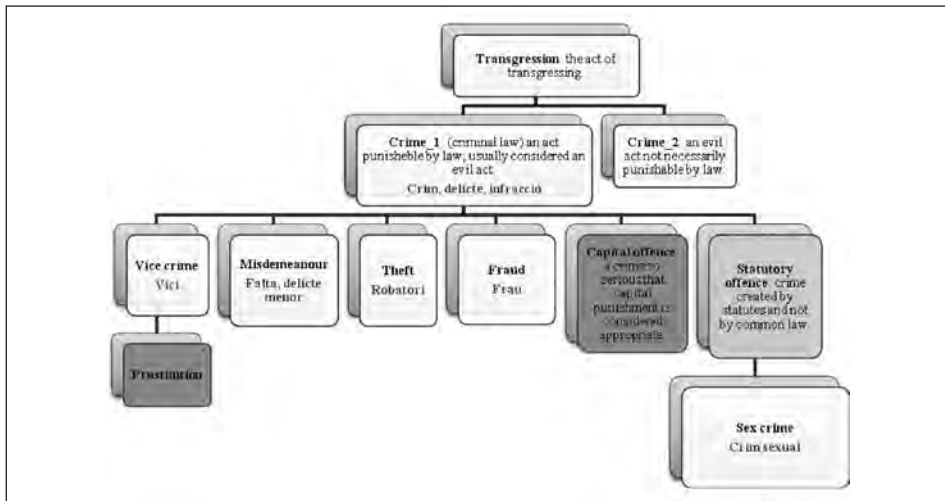 Transgression the act of
transgressing.
Crime_1 (criminal law) an act
punisheble by law; usually considered an
evil act
Crim, delicte, infracció
Crime_2 an evil
act not necessarily
punishable by law
Vice crime
Vici
Misdemeanour
Falta, delicte
menor
Theft
Robatori
Fraud
Frau
Capital offence
a crime so
serious that
capital
punishment is
considered
appropriate
Statutory
offence crime
created by
statutes and not
by common law
Prostitution
Sex crime
Crim sexual